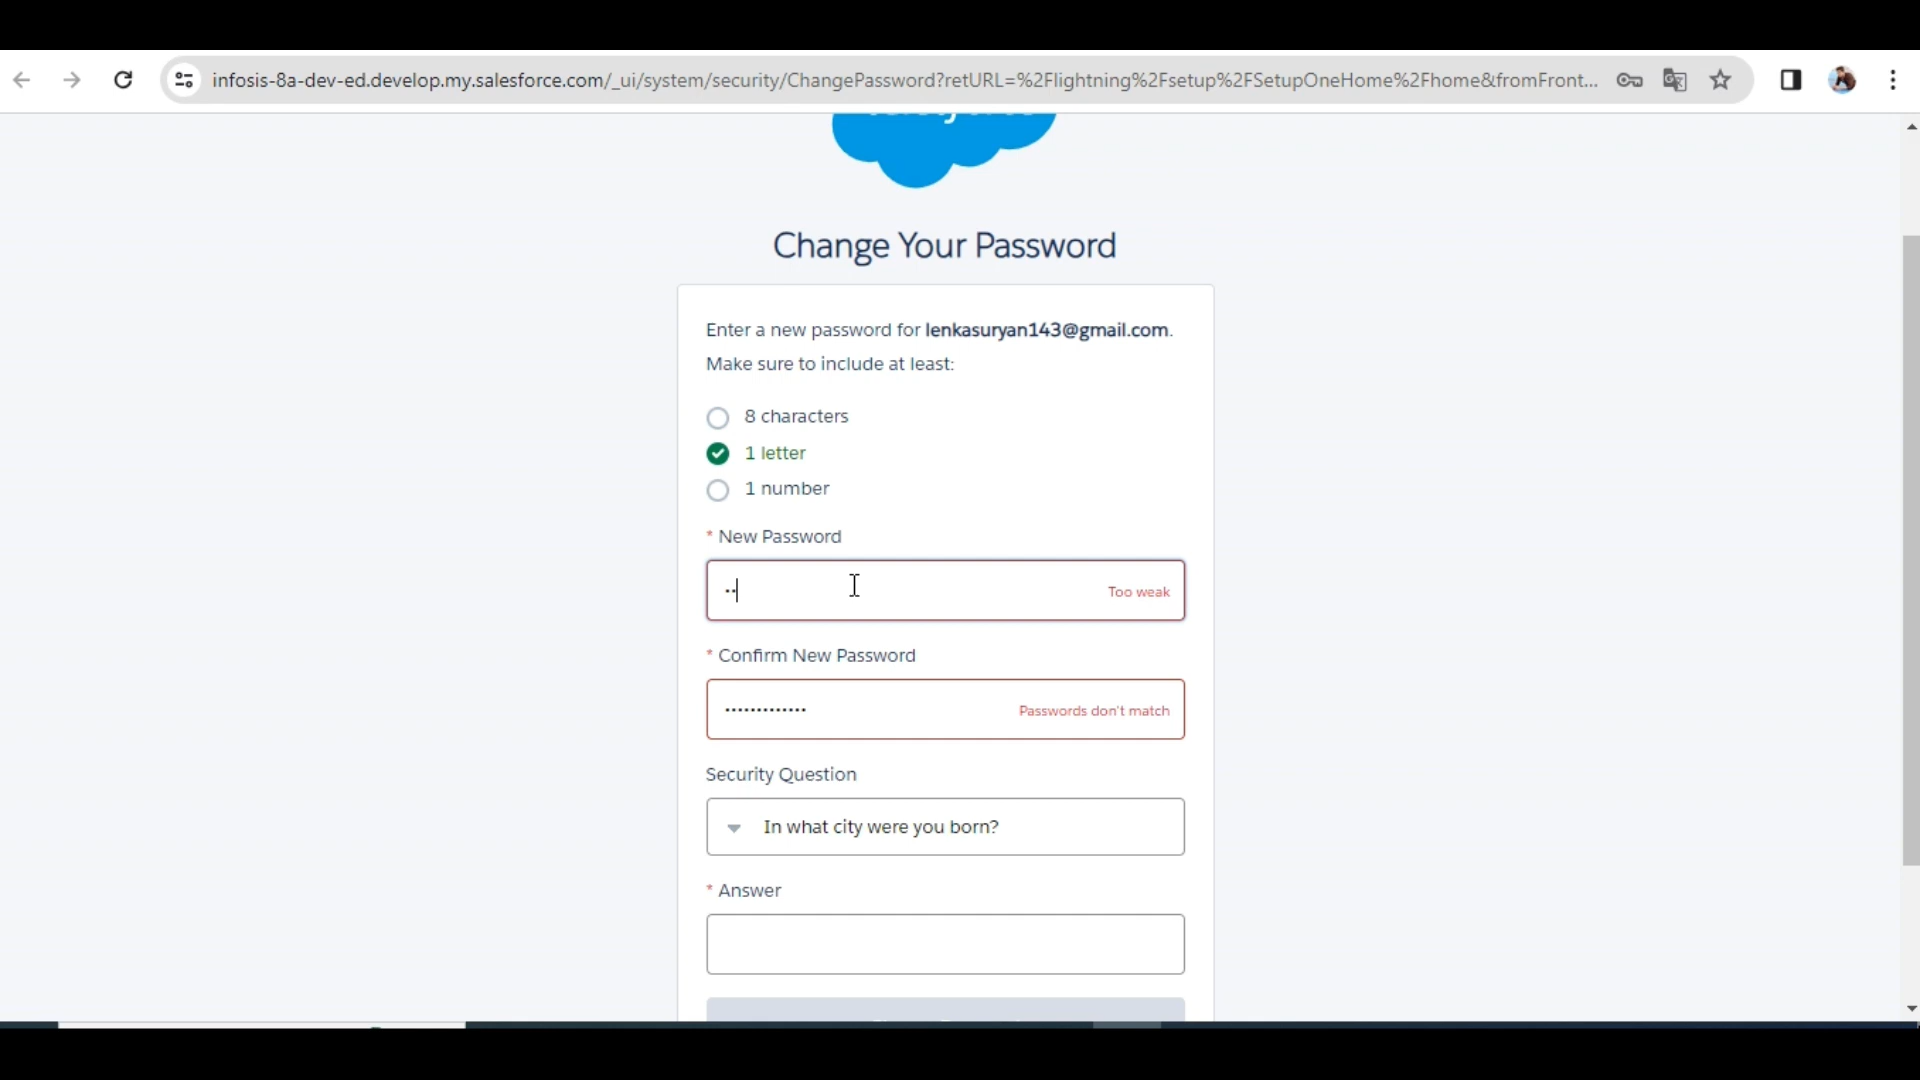 infosis-8a-dev-ed.develop.my.salesforce.com/_ui/system/security/ChangePassword?retURL=%2Flightning%2Fsetup%2FSetupOneHome%2Fhome&fromFront...
Change Your Password
Enter a new password for lenkasuryan143@gmail.com.
Make sure to include at least:
8 characters
1 letter
1 number
* New Password
••
Too weak
* Confirm New Password
•••••••••••••
Passwords don't match
Security Question
In what city were you born?
* Answer